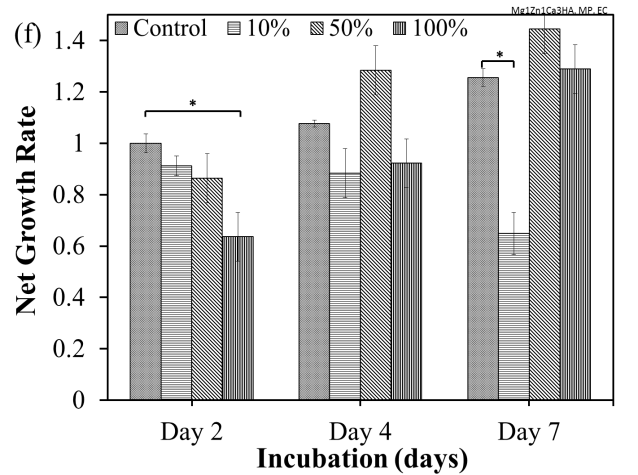 Mg1Zn1Ca3HA, MP, EC
(f)
Control 10% 50% 100%
Net Growth Rate
1.4
1.2
1
0.8
0.6
0.4
0.2
0
*
*
Day 2 Day 4 Day 7
Incubation (days)